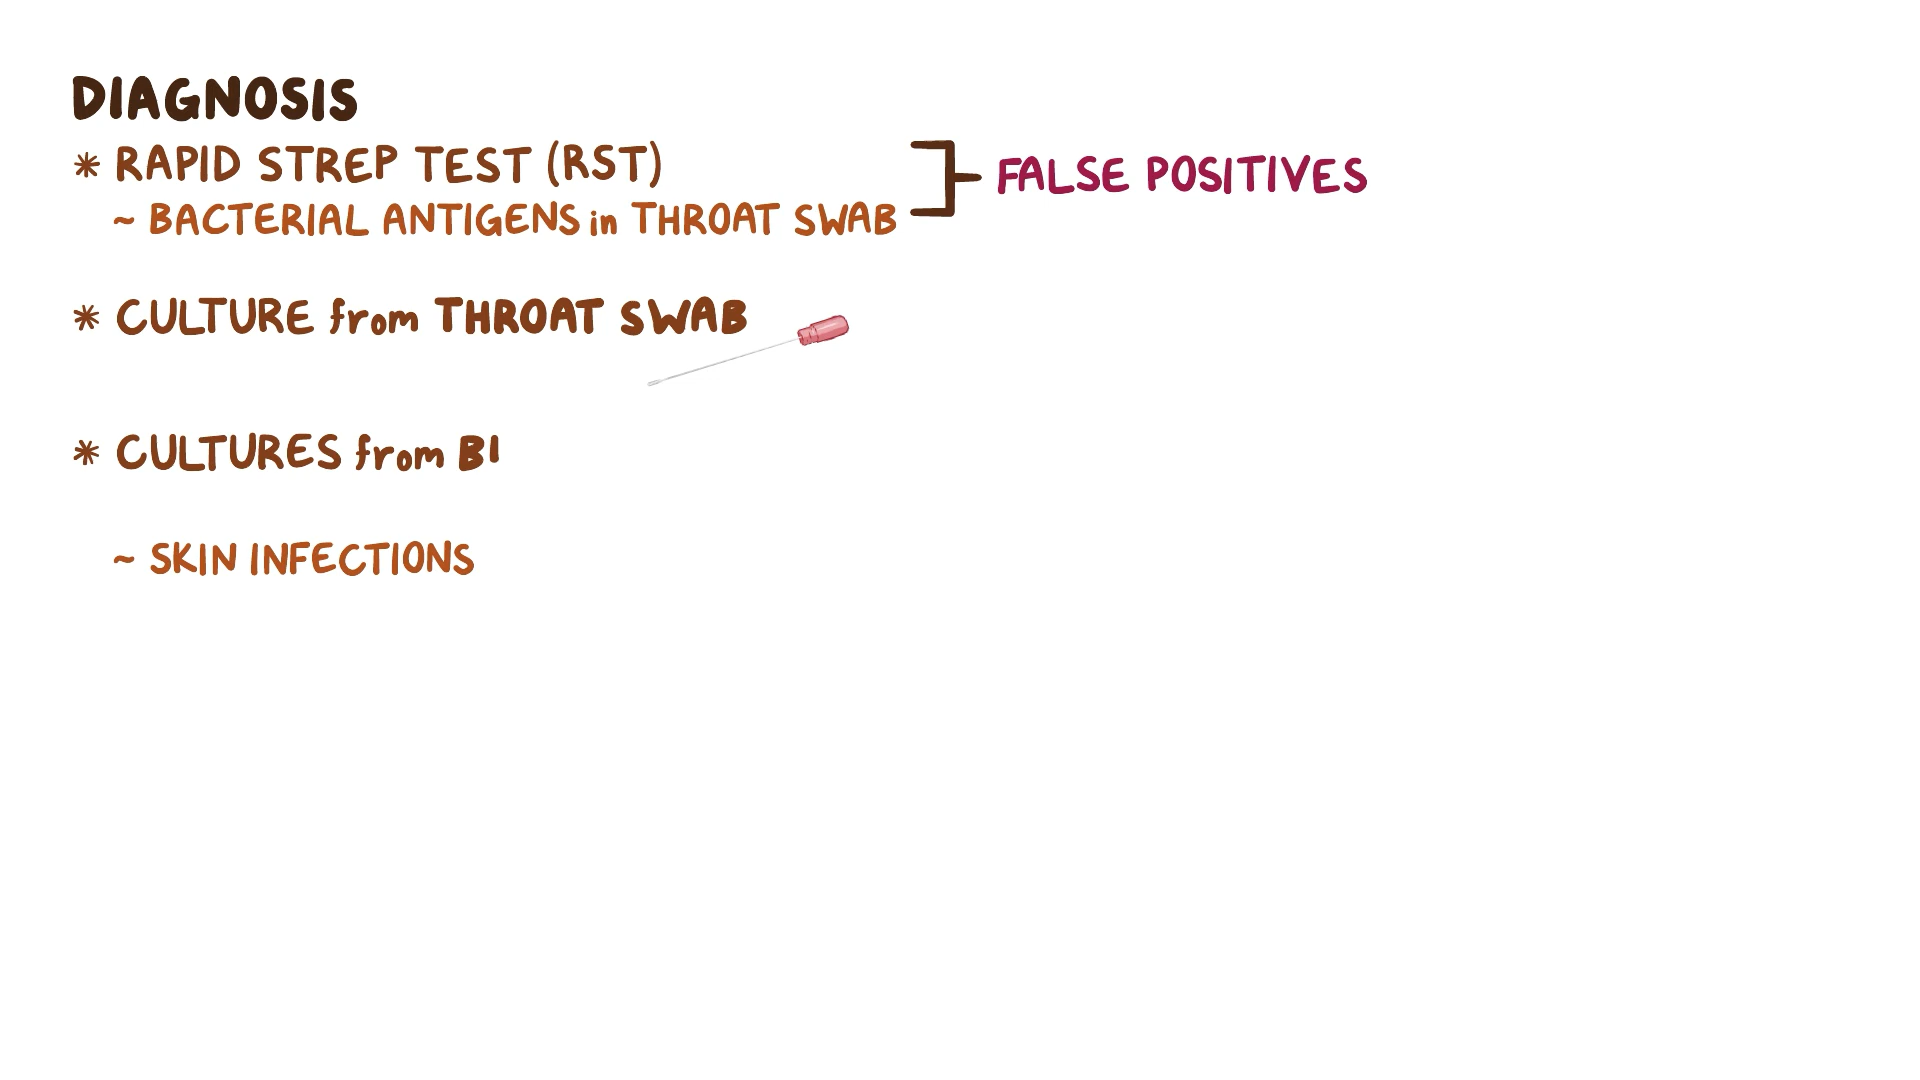 DIAGNOSIS
* RAPID STREP TEST (RST)
~ BACTERIAL ANTIGENS in THROAT SWAB
FALSE POSITIVES
* CULTURE from THROAT SWAB
* CULTURES from
~ SKIN INFECTIONS